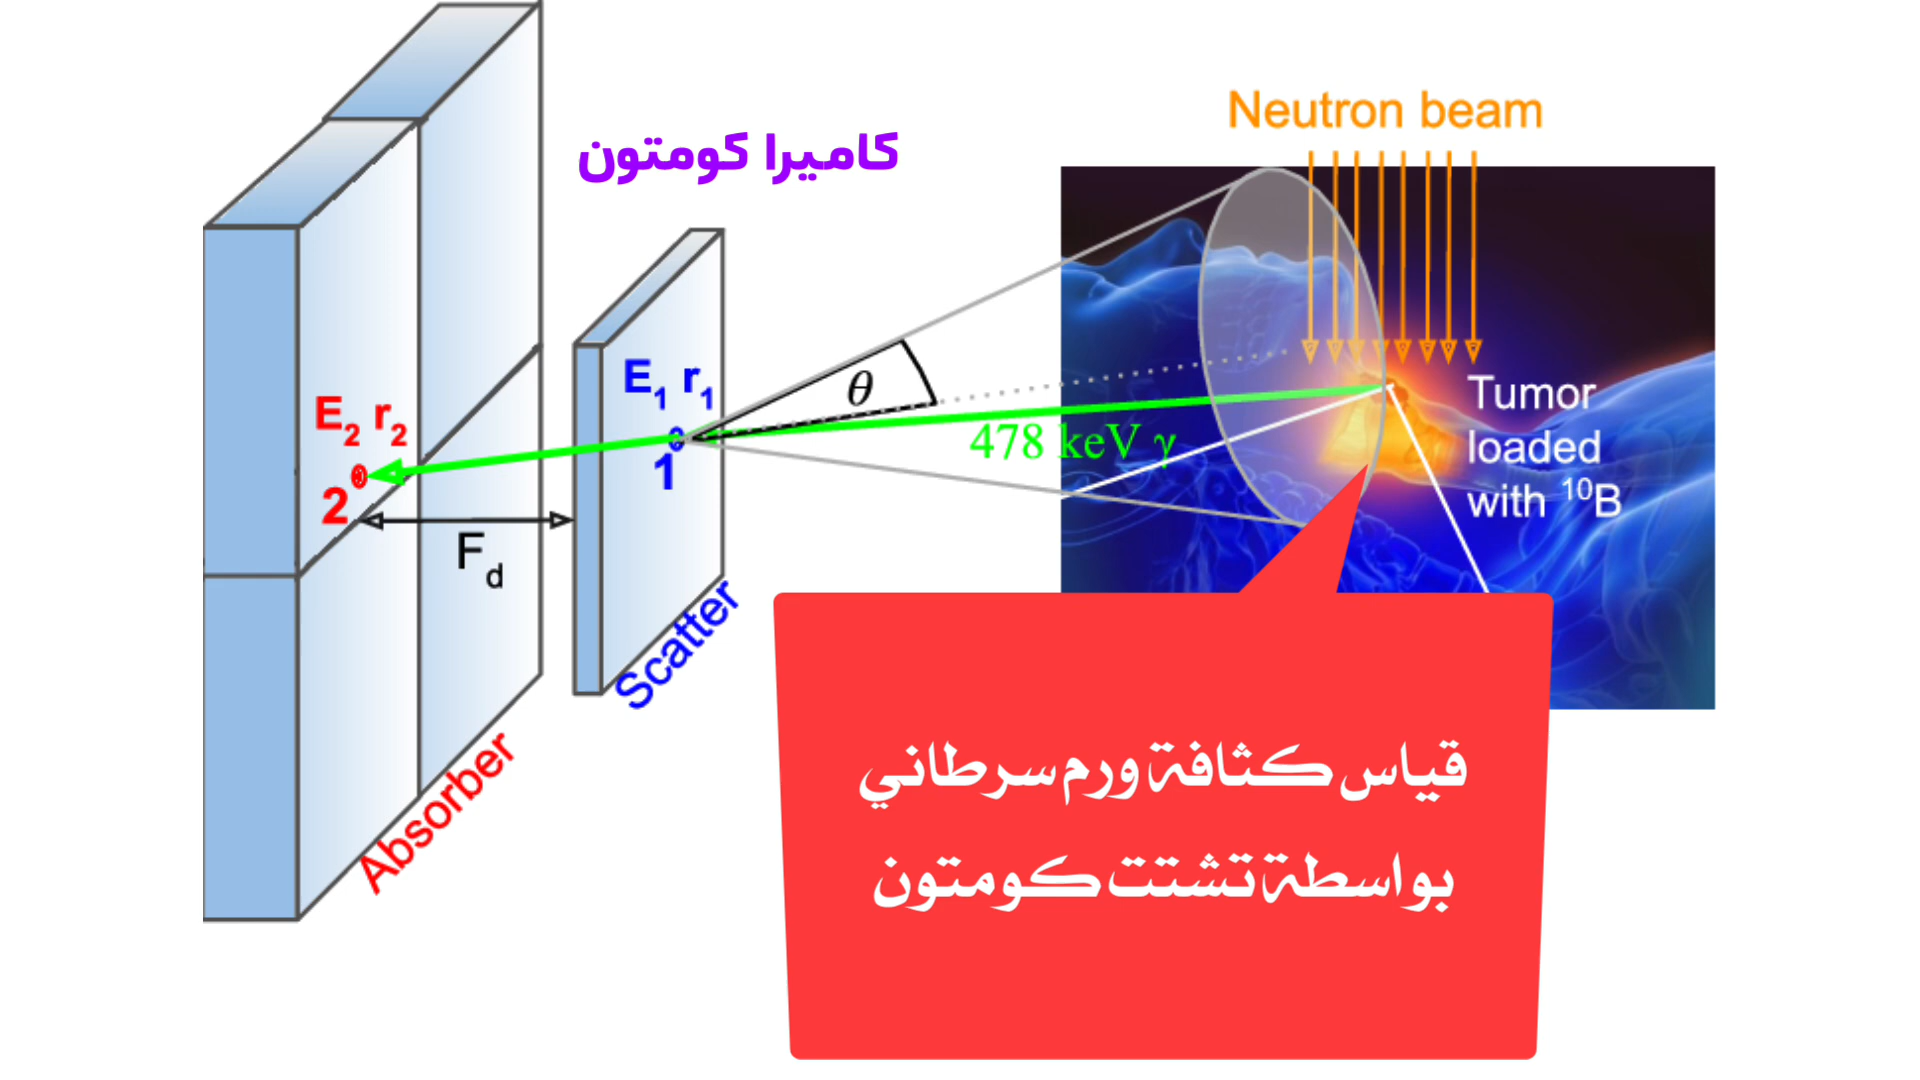 Neutron beam
كاميرا كومتون
E₁ r₁
θ
E₂ r₂
Tumor
loaded
with ¹⁰B
478 keV γ
1
2
F_d
Scatter
Absorber
قياس كثافة ورم سرطاني
بواسطة تشتت كومتون